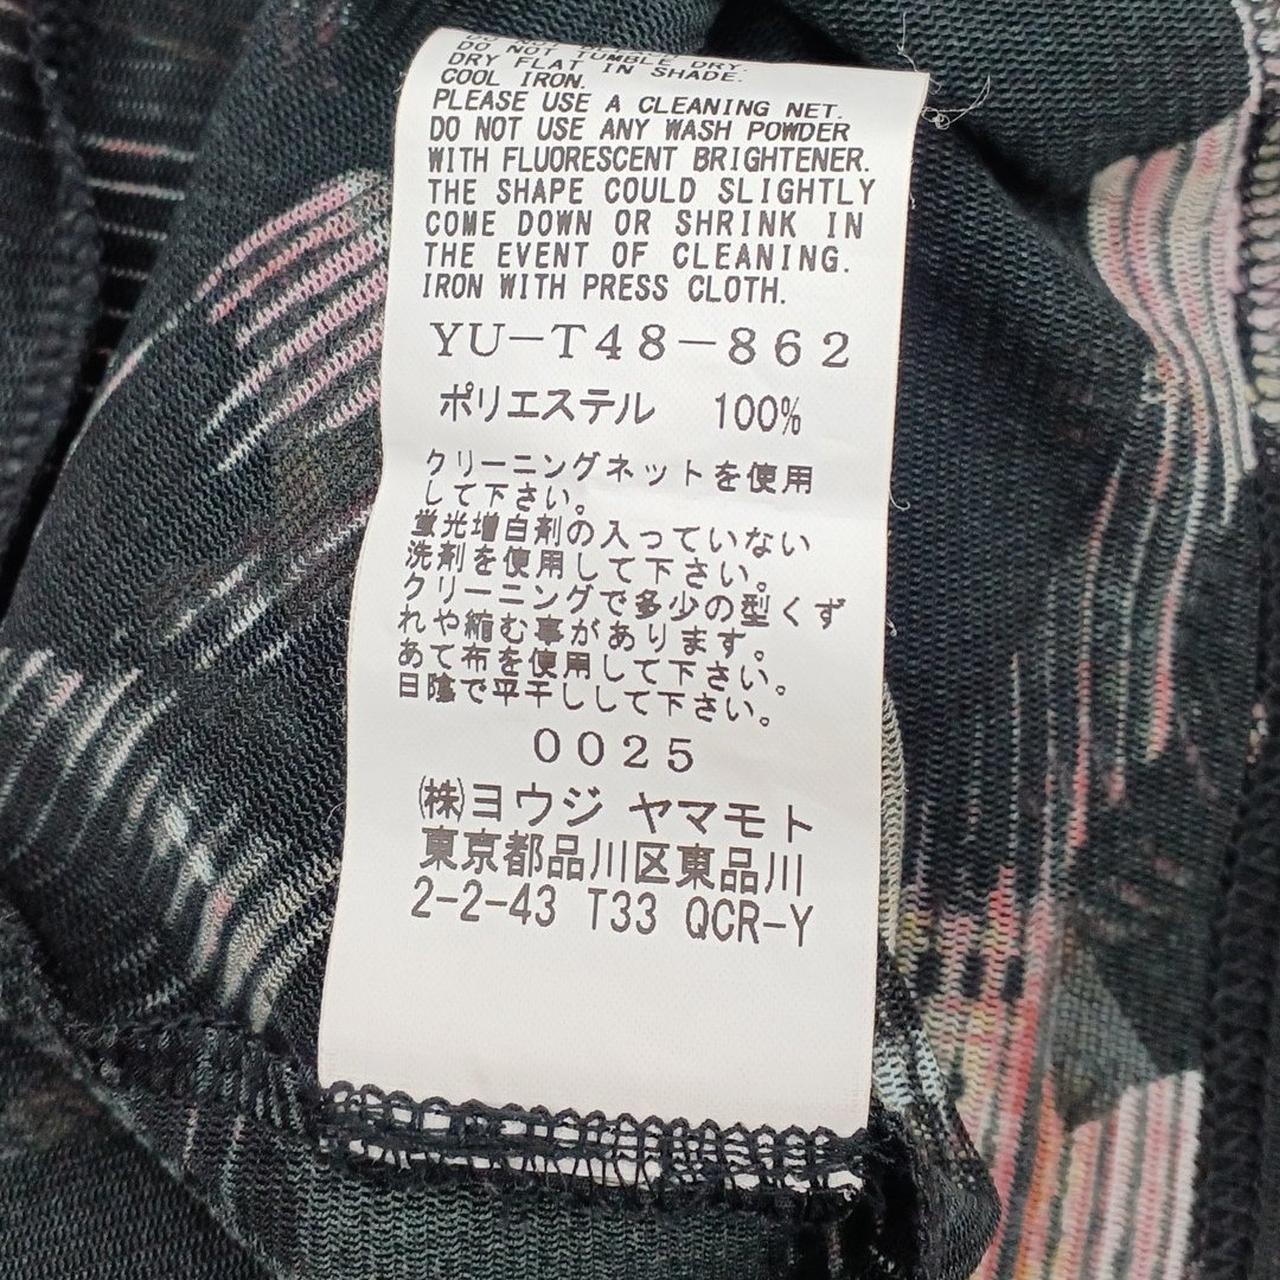 DO NOT TUMBLE DRY.
DRY FLAT IN SHADE.
COOL IRON.
PLEASE USE A CLEANING NET.
DO NOT USE ANY WASH POWDER
WITH FLUORESCENT BRIGHTENER.
THE SHAPE COULD SLIGHTLY
COME DOWN OR SHRINK IN
THE EVENT OF CLEANING.
IRON WITH PRESS CLOTH.
YU-T48-862
ポリエステル 100%
クリーニングネットを使用
して下さい。
蛍光増白剤の入っていない
洗剤を使用して下さい。
クリーニングで多少の型くず
れや縮む事があります。
あて布を使用して下さい。
日陰で平干しして下さい。
0025
㈱ヨウジ ヤマモト
東京都品川区東品川
2-2-43 T33 QCR-Y